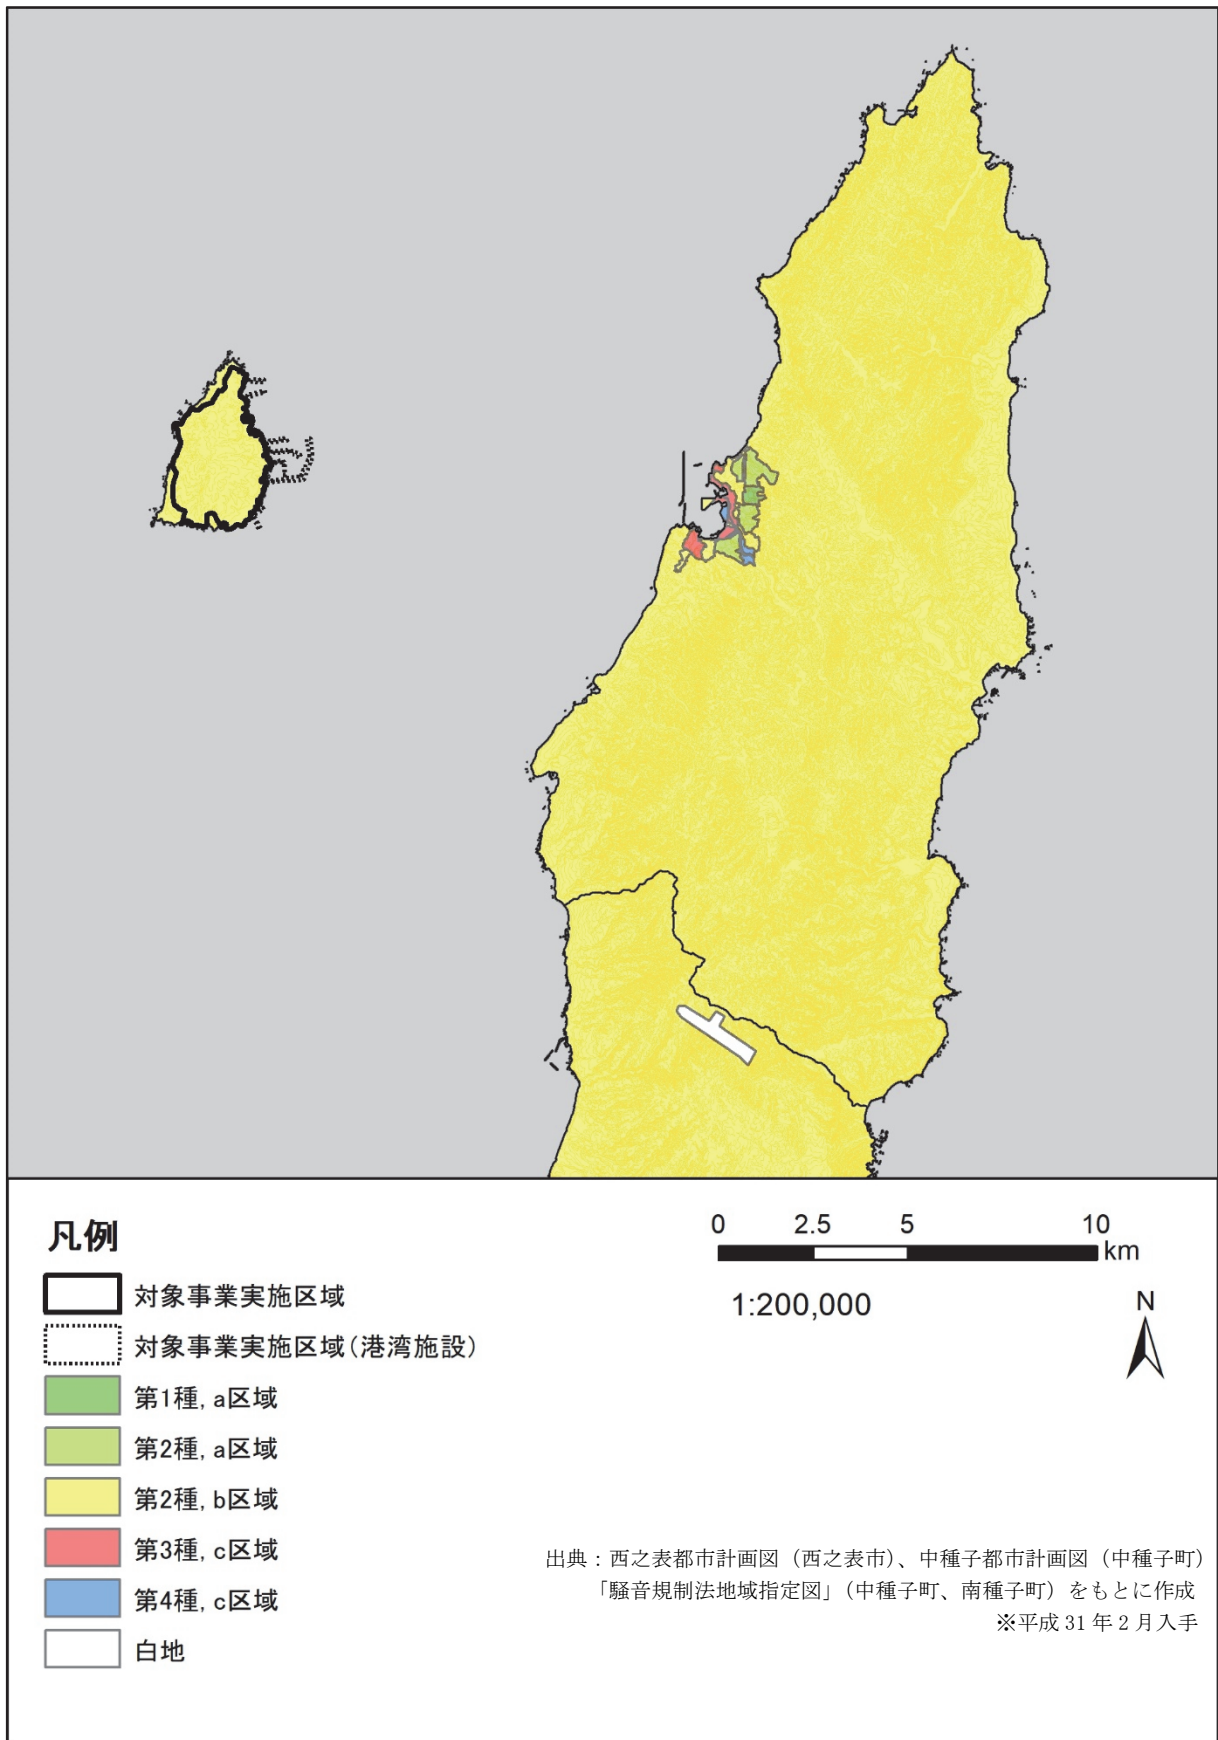 凡例
対象事業実施区域
対象事業実施区域(港湾施設)
第1種, a区域
第2種, a区域
第2種, b区域
第3種, c区域
第4種, c区域
白地
0 2.5 5 10
km
1:200,000
N
出典：西之表都市計画図（西之表市）、中種子都市計画図（中種子町）
「騒音規制法地域指定図」（中種子町、南種子町）をもとに作成
※平成 31 年 2 月入手